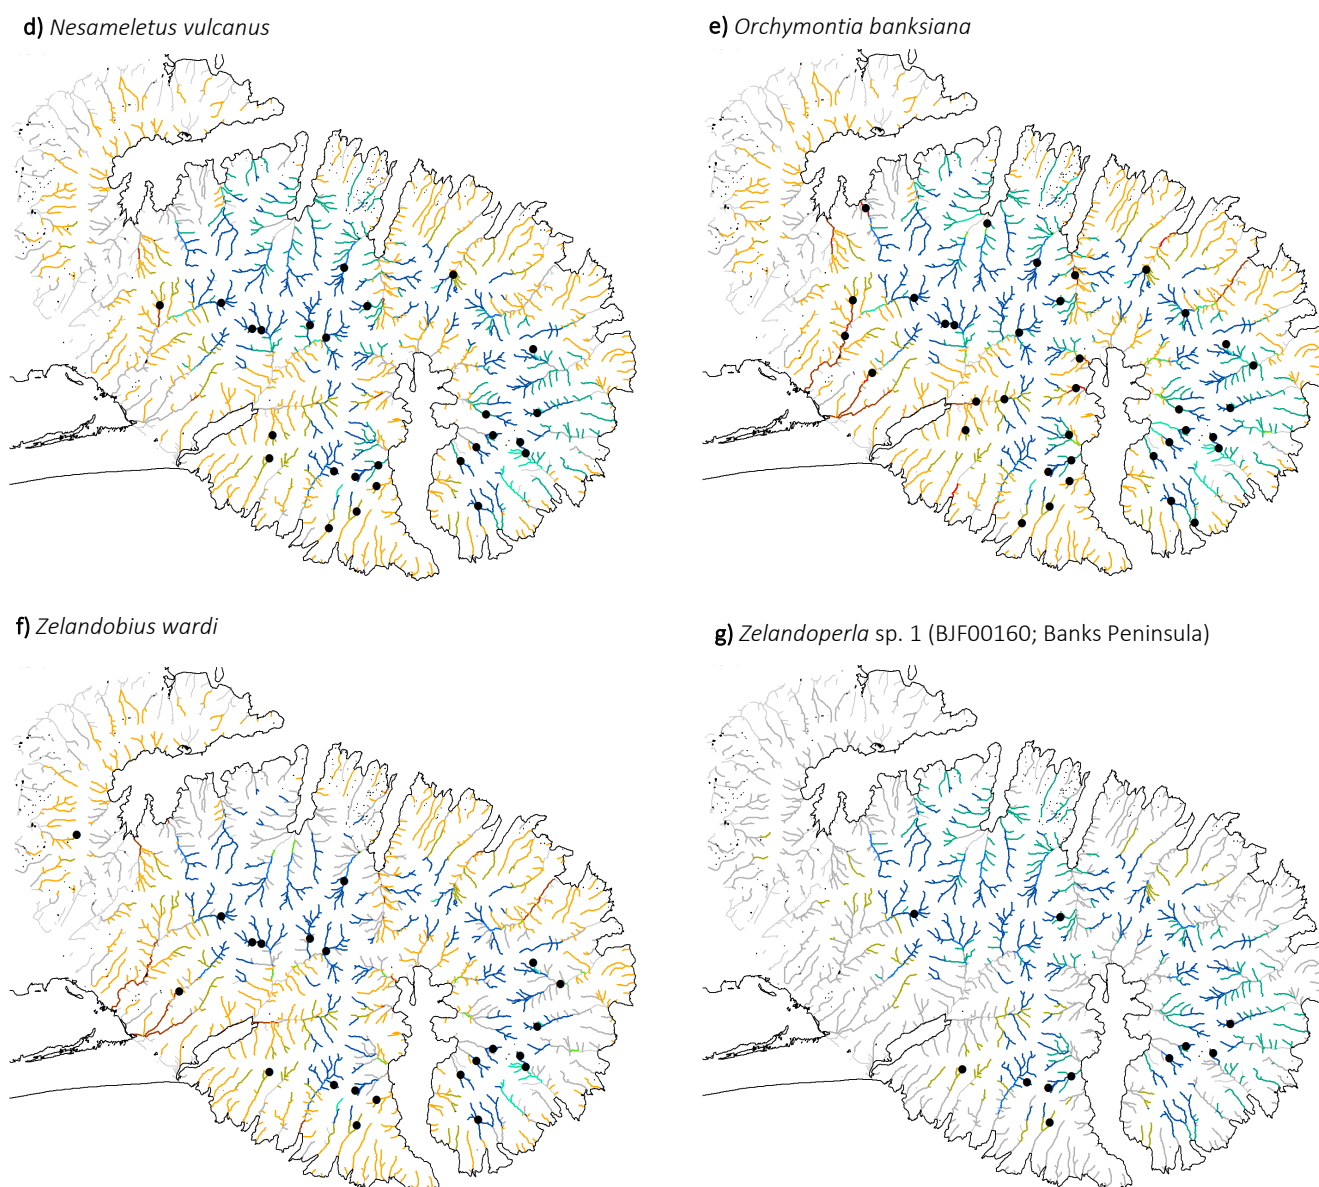 d) Nesameletus vulcanus
e) Orchymontia banksiana
f) Zelandobius wardi
g) Zelandoperla sp. 1 (BJF00160; Banks Peninsula)